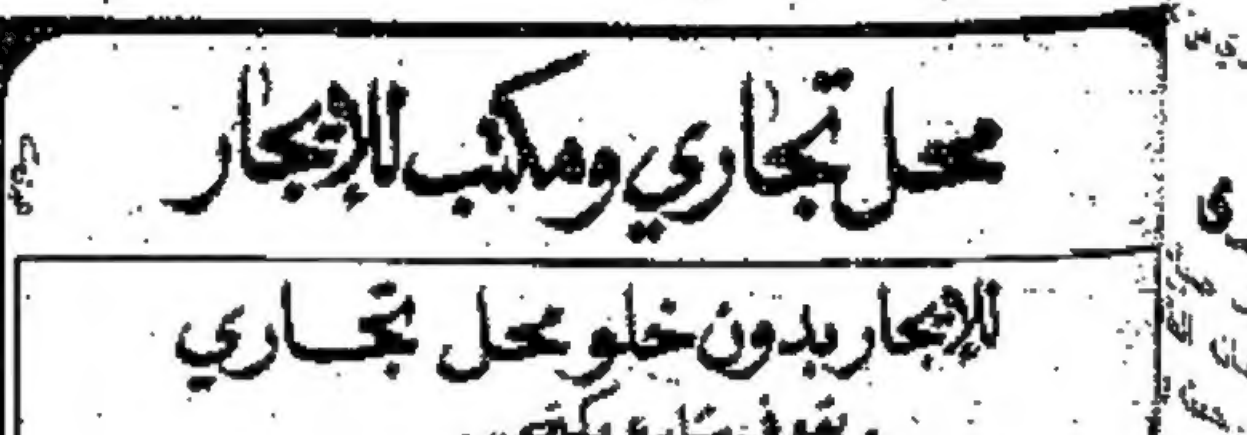 محل تجاري ومكتب للإيجار
للإيجار بدون خلو محل تجاري